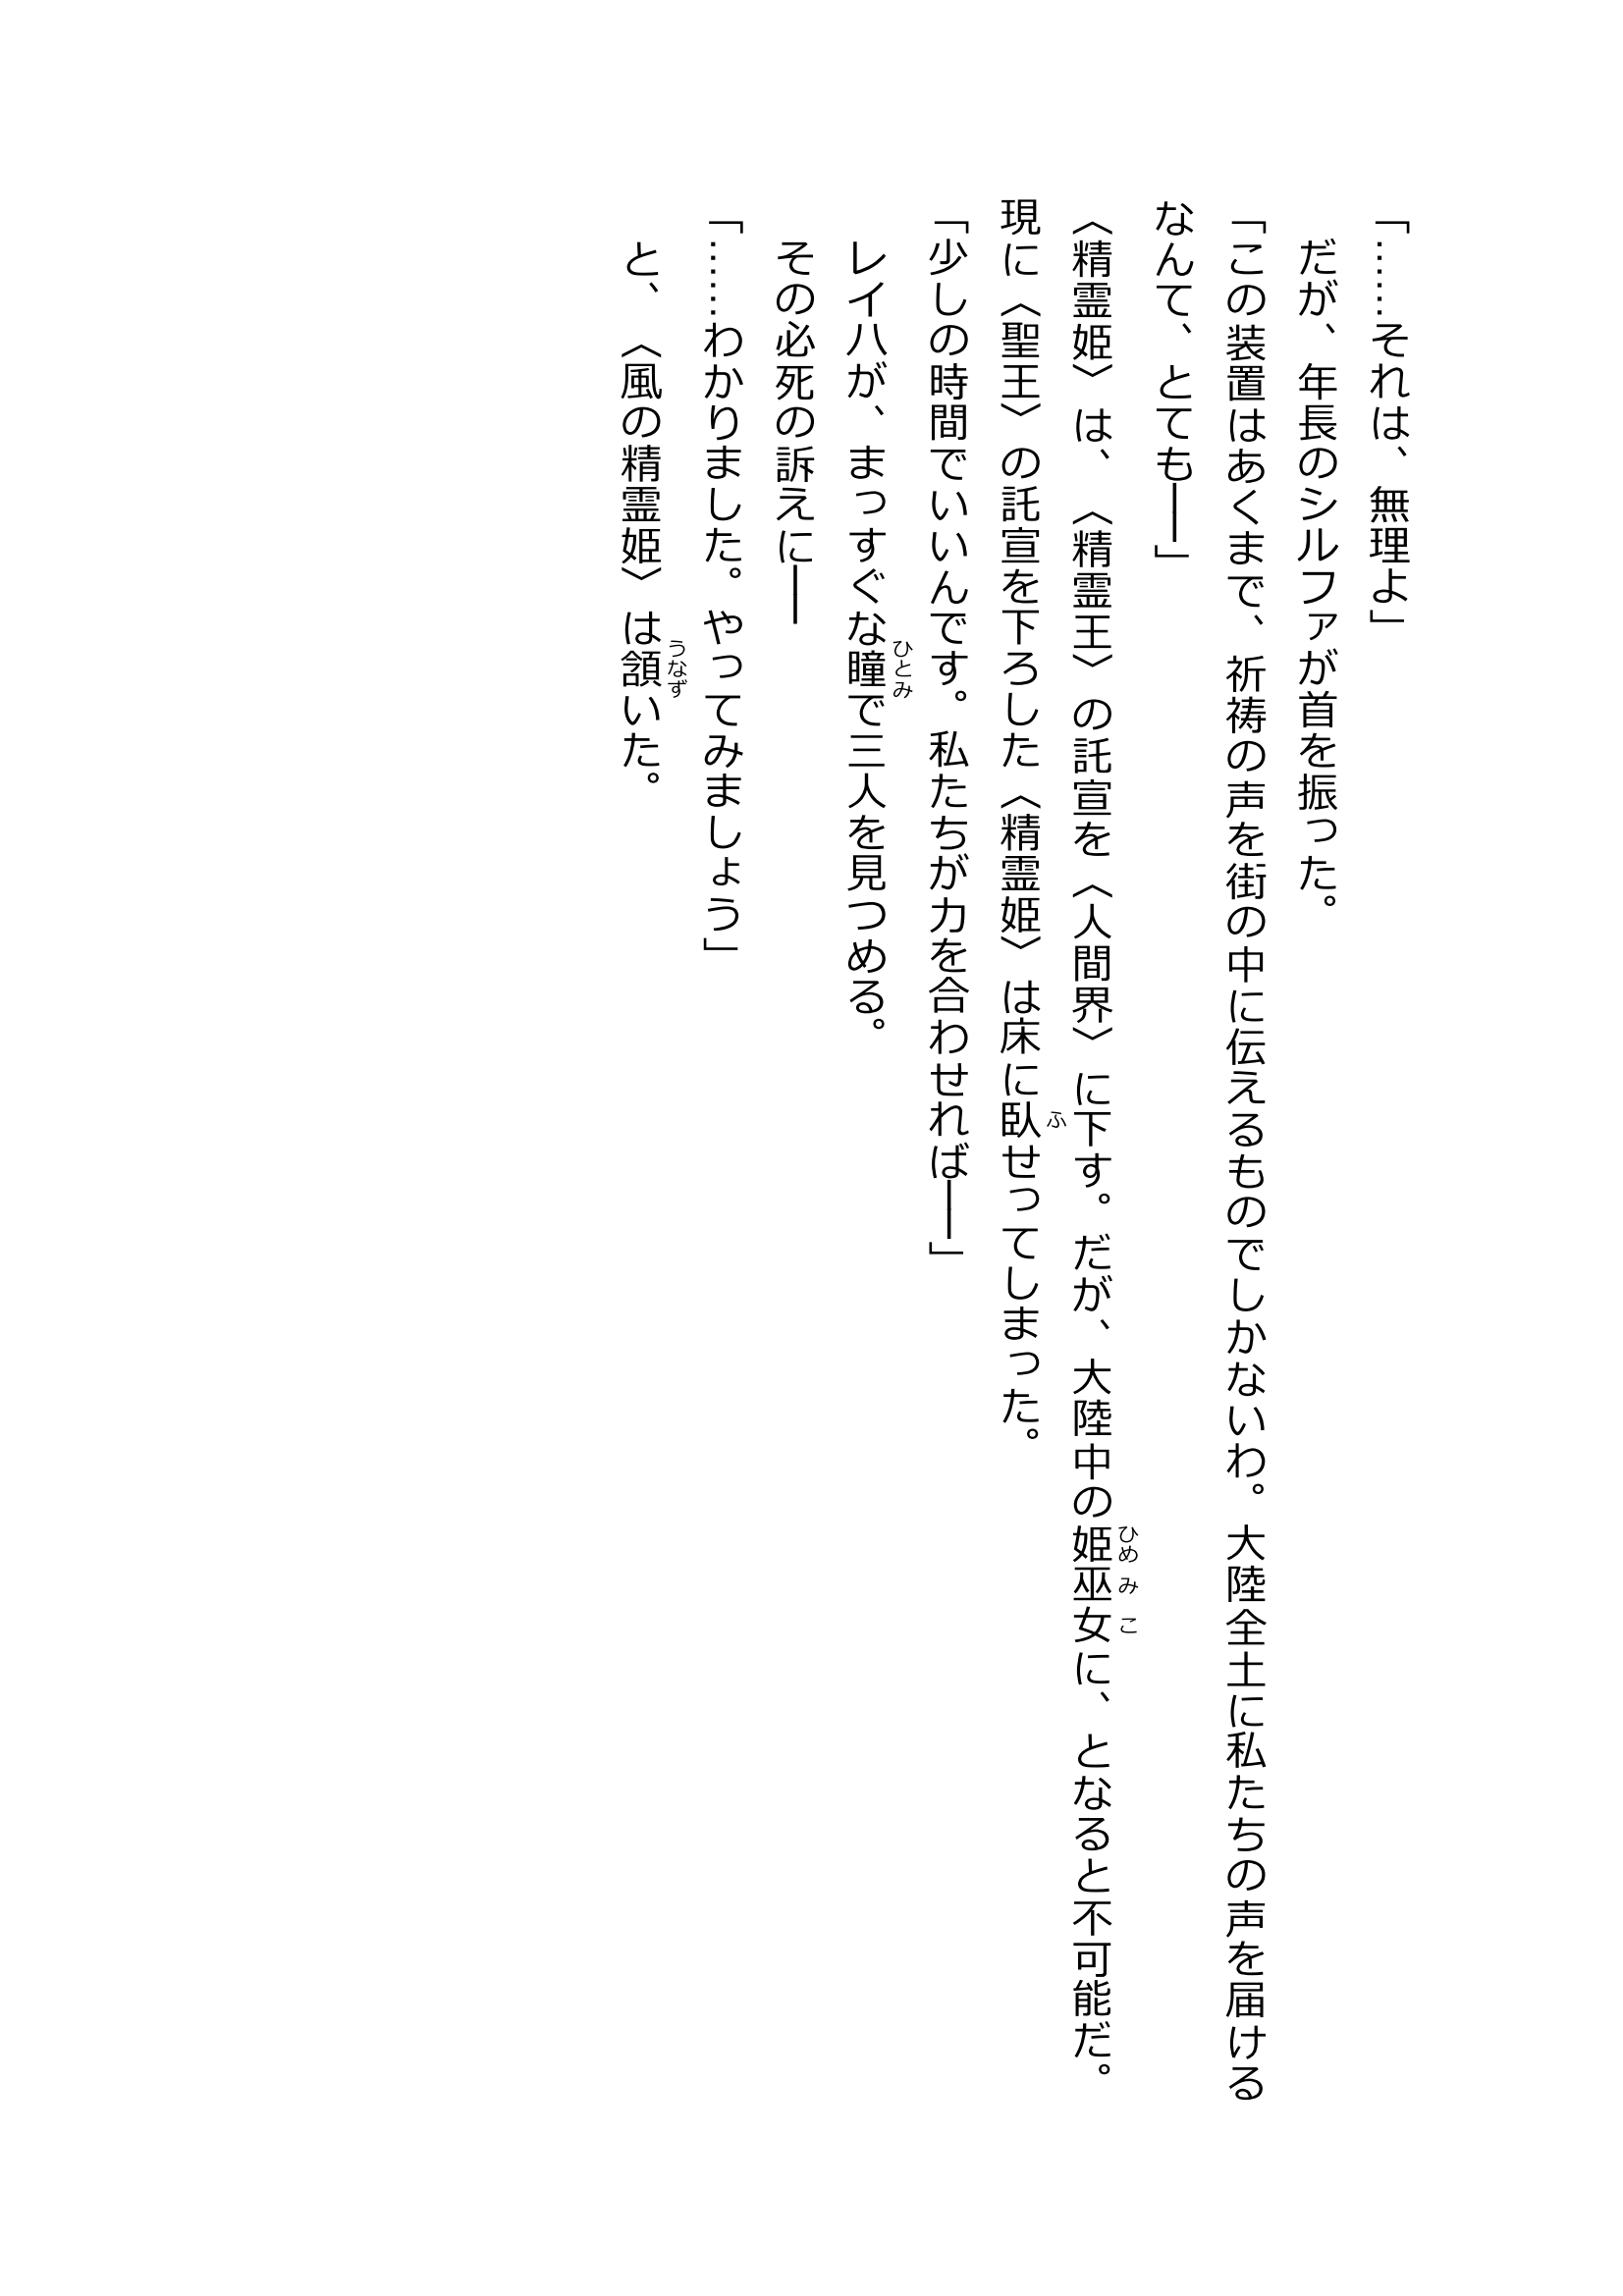 「……それは、無理よ」
　だが、年長のシルファが首を振った。
「この装置はあくまで、祈祷の声を街の中に伝えるものでしかないわ。大陸全土に私たちの声を届ける
なんて、とても――」
〈精霊姫〉は、〈精霊王〉の託宣を〈人間界〉に下す。だが、大陸中の姫巫女に、となると不可能だ。
ひめみこ
現に〈聖王〉の託宣を下ろした〈精霊姫〉は床に臥せってしまった。
ふ
「少しの時間でいいんです。私たちが力を合わせれば――」
　レイハが、まっすぐな瞳で三人を見つめる。
ひとみ
　その必死の訴えに――
「……わかりました。やってみましょう」
　と、〈風の精霊姫〉は頷いた。
うなず